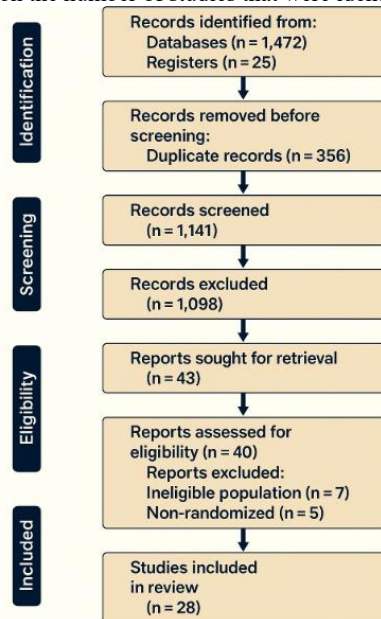 Identification
Records identified from:
Databases (n = 1,472)
Registers (n = 25)
Records removed before
screening:
Duplicate records (n = 356)
Screening
Records screened
(n = 1,141)
Records excluded
(n = 1,098)
Eligibility
Reports sought for retrieval
(n = 43)
Reports assessed for
eligibility (n = 40)
Reports excluded:
Ineligible population (n = 7)
Non-randomized (n = 5)
Included
Studies included
in review
(n = 28)